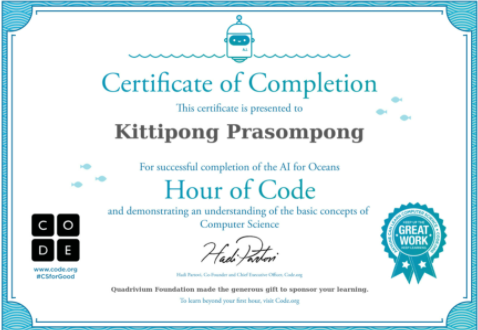 AI
Certificate of Completion
This certificate is presented to
Kittipong Prasompong
For successful completion of the AI for Oceans
Hour of Code
and demonstrating an understanding of the basic concepts of
Computer Science
Hadi Partovi
Hadi Partovi, Co-Founder and Chief Executive Officer, Code.org
Quadrivium Foundation made the generous gift to sponsor your learning.
To learn beyond your first hour, visit Code.org
C O
D E
www.code.org
#CSforGood
GREAT
WORK